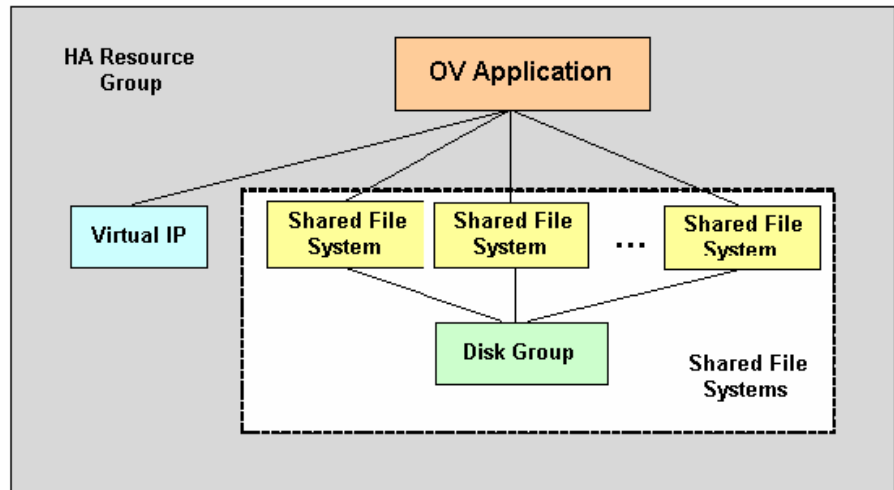 HA Resource
Group
OV Application
Virtual IP
Shared File
System
Shared File
System
...
Shared File
System
Disk Group
Shared File
Systems